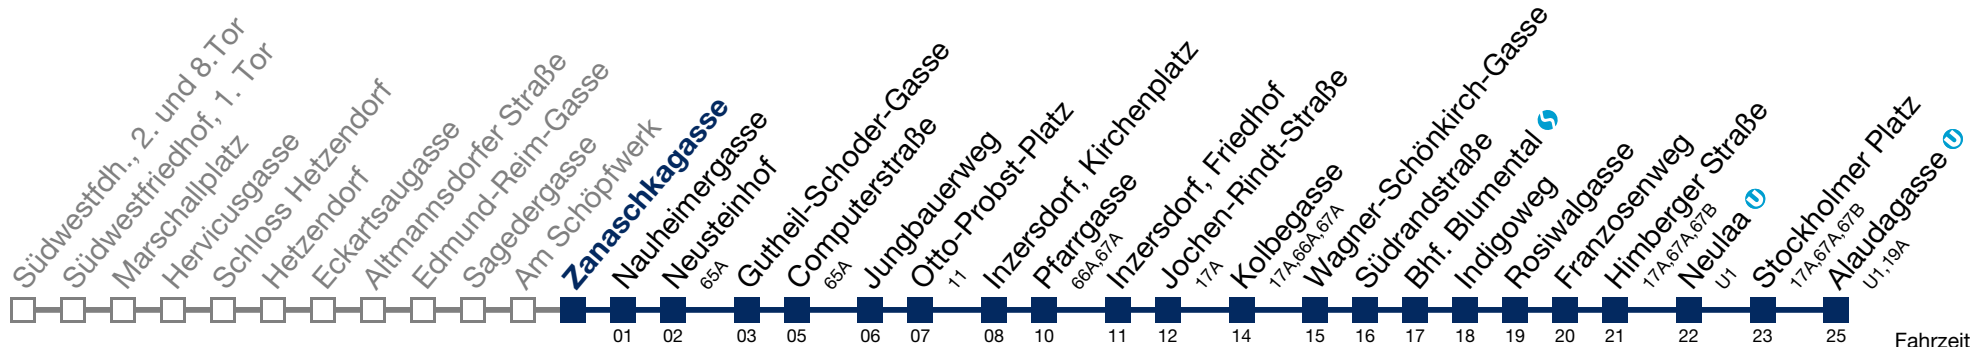 Südwestfdh., 2. und 8.Tor
Südwestfriedhof, 1. Tor
Marschallplatz
Hervicusgasse
Schloss Hetzendorf
Hetzendorf
Eckartsaugasse
Altmannsdorfer Straße
Edmund-Reim-Gasse
Sagedergasse
Am Schöpfwerk
Zanaschkagasse
Nauheimergasse
Neusteinhof
65A
Gutheil-Schoder-Gasse
Computerstraße
65A
Jungbauerweg
Otto-Probst-Platz
11
Inzersdorf, Kirchenplatz
Pfarrgasse
66A,67A
Inzersdorf, Friedhof
Jochen-Rindt-Straße
17A
Kolbegasse
17A,66A,67A
Wagner-Schönkirch-Gasse
Südrandstraße
Bhf. Blumental S
Indigoweg
Rosiwalgasse
Franzosenweg
Himberger Straße
17A,67A,67B
Neulaa U
U1
Stockholmer Platz
17A,67A,67B
Alaudagasse U
U1,19A
01 02 03 05 06 07 08 10 11 12 14 15 16 17 18 19 20 21 22 23 25 Fahrzeit